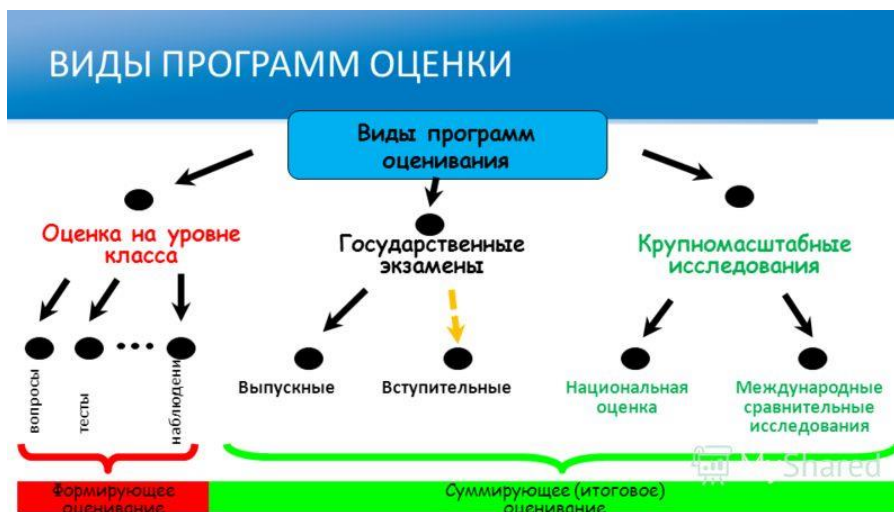 ВИДЫ ПРОГРАММ ОЦЕНКИ
Виды программ
оценивания
Оценка на уровне
класса
Государственные
экзамены
Крупномасштабные
исследования
вопросы
тесты
наблюдени
Выпускные
Вступительные
Национальная
оценка
Международные
сравнительные
исследования
MyShared
Формирующее
оценивание
Суммирующее (итоговое)
оценивание